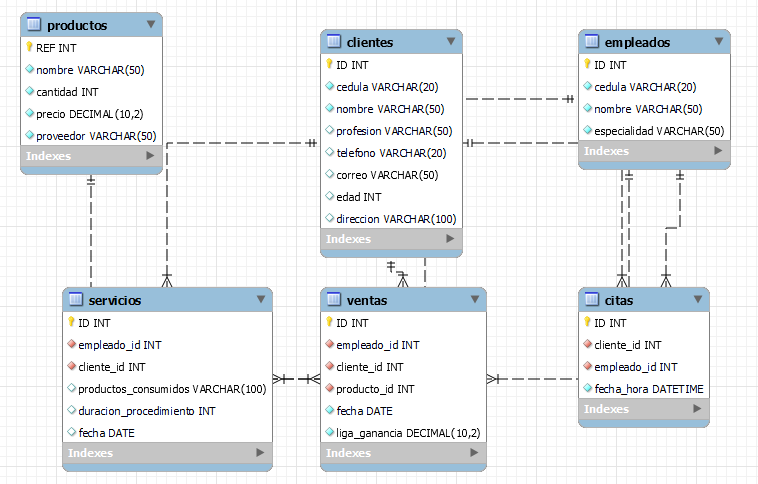 productos
REF INT
nombre VARCHAR(50)
cantidad INT
precio DECIMAL(10,2)
proveedor VARCHAR(50)
Indexes
clientes
ID INT
cedula VARCHAR(20)
nombre VARCHAR(50)
profesion VARCHAR(50)
telefono VARCHAR(20)
correo VARCHAR(50)
edad INT
direccion VARCHAR(100)
Indexes
empleados
ID INT
cedula VARCHAR(20)
nombre VARCHAR(50)
especialidad VARCHAR(50)
Indexes
servicios
ID INT
empleado_id INT
cliente_id INT
productos_consumidos VARCHAR(100)
duracion_procedimiento INT
fecha DATE
Indexes
ventas
ID INT
empleado_id INT
cliente_id INT
producto_id INT
fecha DATE
liga_ganancia DECIMAL(10,2)
Indexes
citas
ID INT
cliente_id INT
empleado_id INT
fecha_hora DATETIME
Indexes